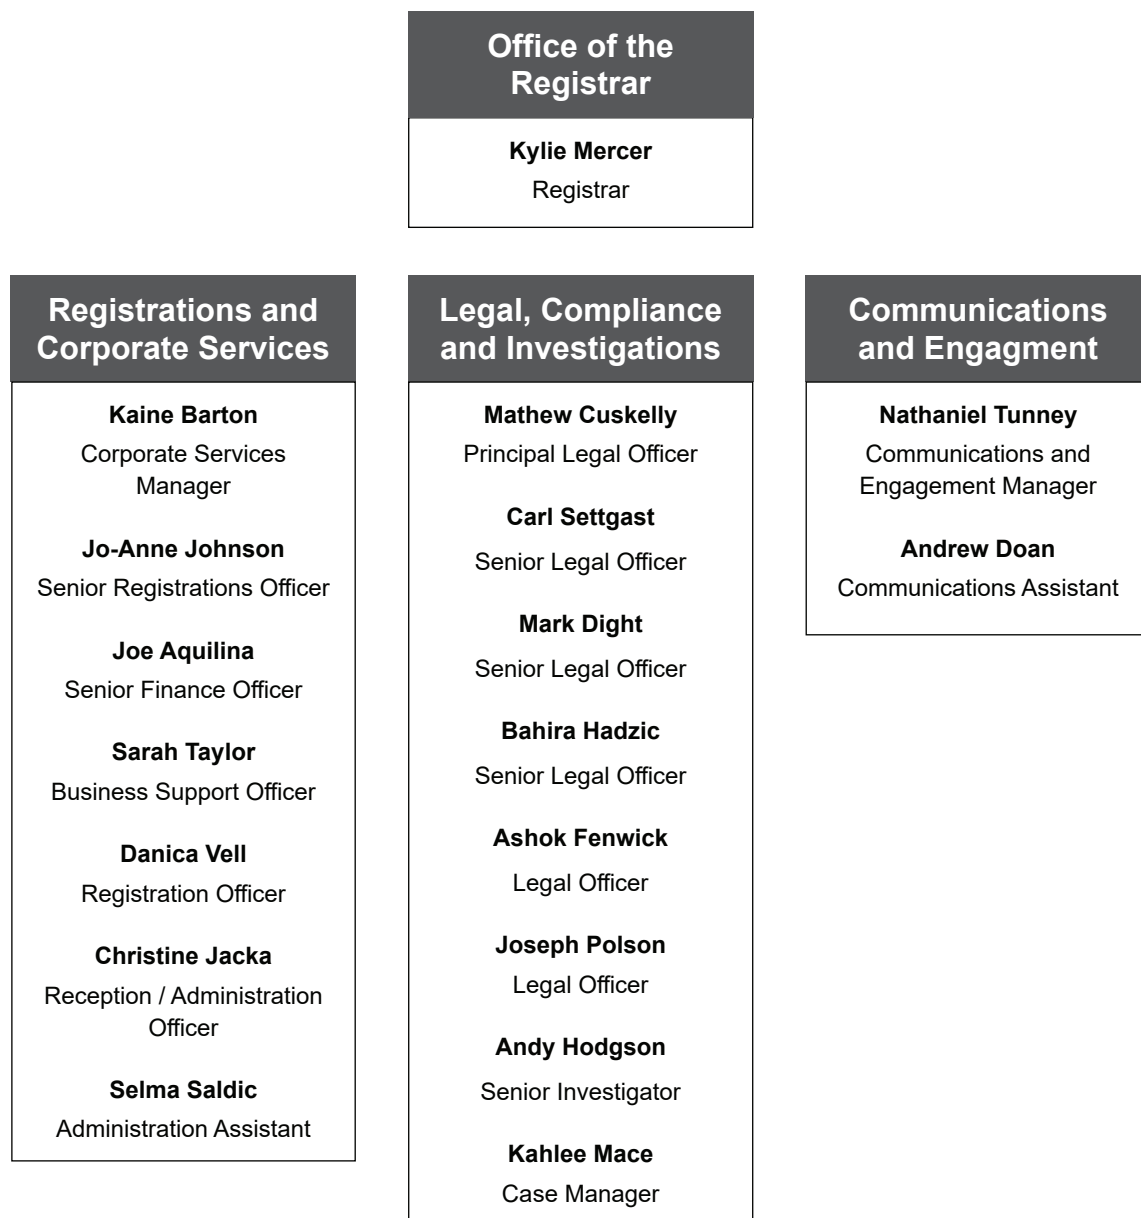 Office of the
Registrar
Kylie Mercer
Registrar
Registrations and
Corporate Services
Kaine Barton
Corporate Services
Manager
Jo-Anne Johnson
Senior Registrations Officer
Joe Aquilina
Senior Finance Officer
Sarah Taylor
Business Support Officer
Danica Vell
Registration Officer
Christine Jacka
Reception / Administration
Officer
Selma Saldic
Administration Assistant
Legal, Compliance
and Investigations
Mathew Cuskelly
Principal Legal Officer
Carl Settgast
Senior Legal Officer
Mark Dight
Senior Legal Officer
Bahira Hadzic
Senior Legal Officer
Ashok Fenwick
Legal Officer
Joseph Polson
Legal Officer
Andy Hodgson
Senior Investigator
Kahlee Mace
Case Manager
Communications
and Engagment
Nathaniel Tunney
Communications and
Engagement Manager
Andrew Doan
Communications Assistant